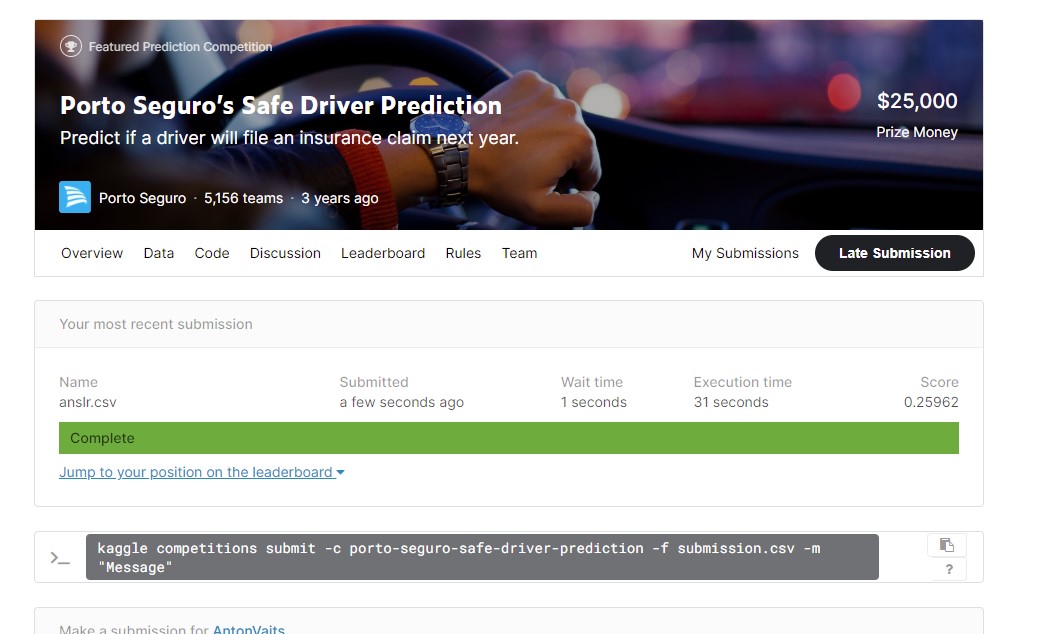 Featured Prediction Competition
Porto Seguro's Safe Driver Prediction
$25,000
Predict if a driver will file an insurance claim next year.
Prize Money
Porto Seguro · 5,156 teams · 3 years ago
Overview Data Code Discussion Leaderboard Rules Team My Submissions Late Submission
Your most recent submission
Name Submitted Wait time Execution time Score
anslr.csv a few seconds ago 1 seconds 31 seconds 0.25962
Complete
Jump to your position on the leaderboard
>_ kaggle competitions submit -c porto-seguro-safe-driver-prediction -f submission.csv -m
"Message"
?
Make a submission for AntonVaits